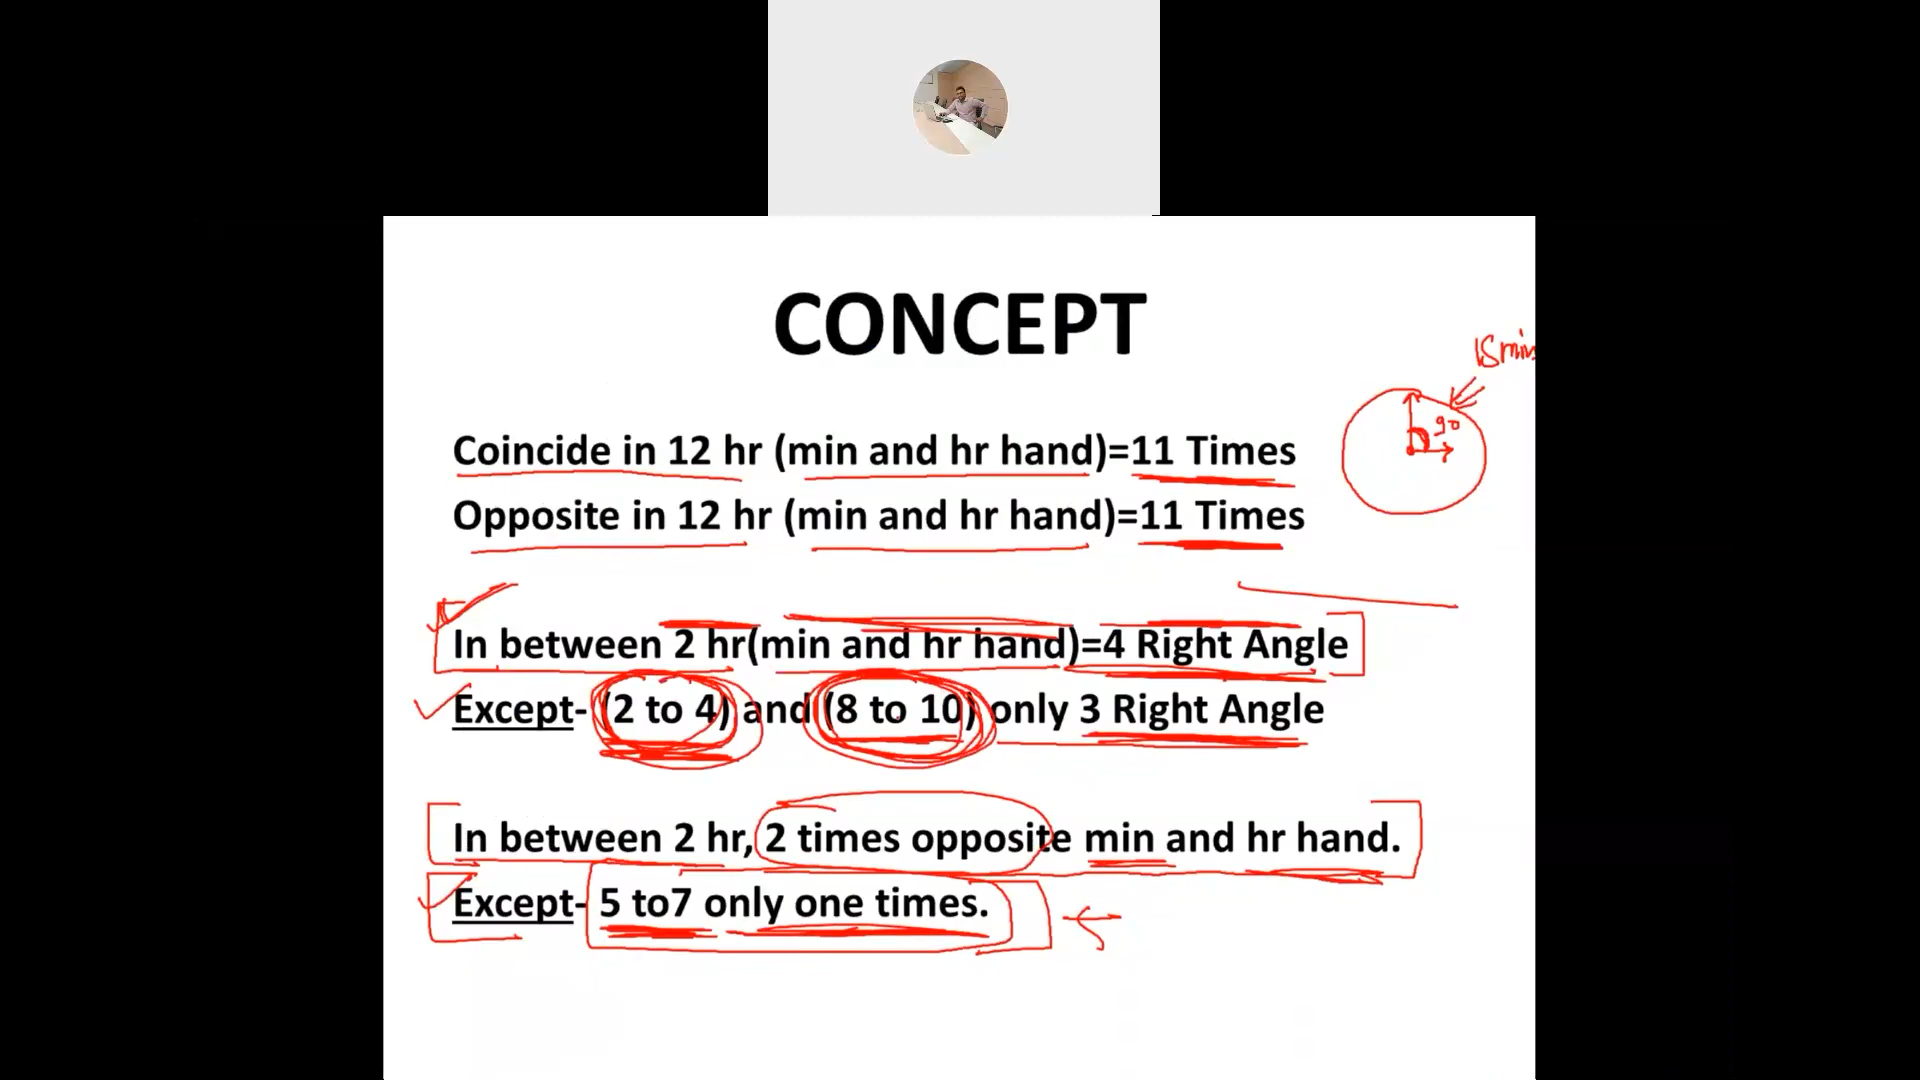 CONCEPT
15 min
90
Coincide in 12 hr (min and hr hand)=11 Times
Opposite in 12 hr (min and hr hand)=11 Times
In between 2 hr(min and hr hand)=4 Right Angle
Except- (2 to 4) and (8 to 10) only 3 Right Angle
In between 2 hr, 2 times opposite min and hr hand.
Except- 5 to7 only one times.